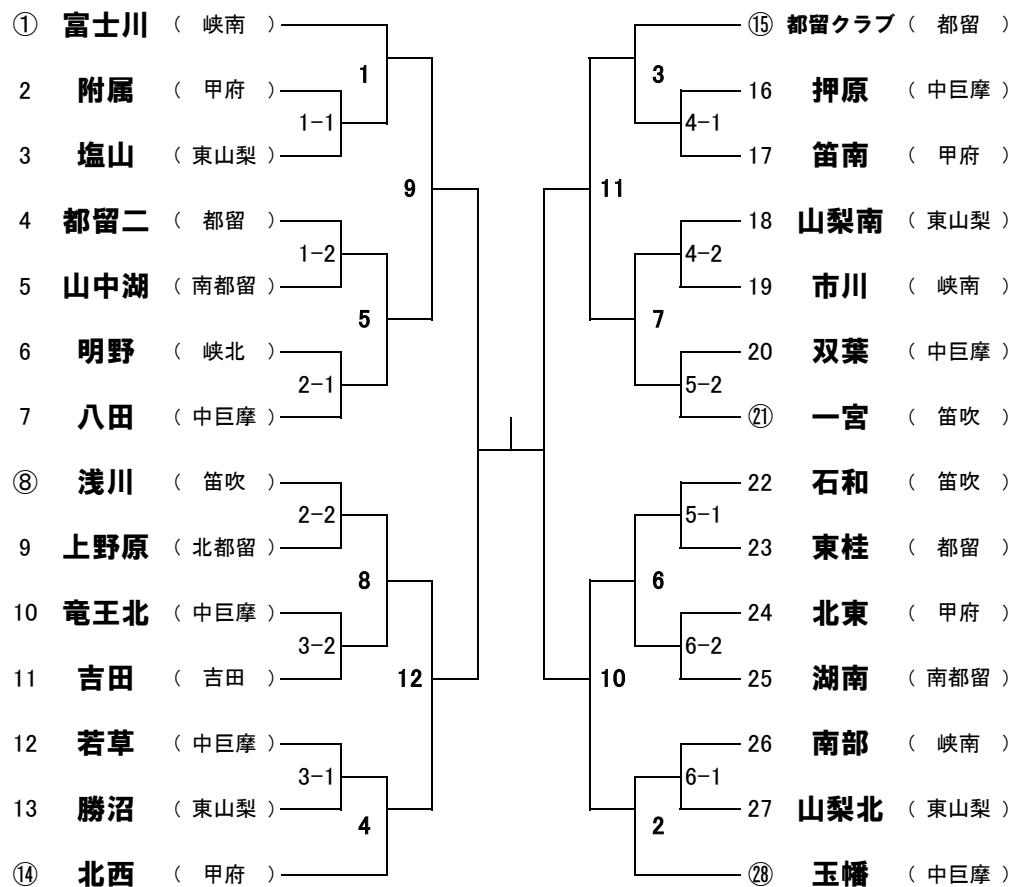 ① 富士川 （ 峡南 ）
1
2 附属 （ 甲府 ）
1-1
3 塩山 （ 東山梨 ）
9
4 都留二 （ 都留 ）
1-2
5 山中湖 （ 南都留 ）
5
6 明野 （ 峡北 ）
2-1
7 八田 （ 中巨摩 ）
⑧ 浅川 （ 笛吹 ）
2-2
9 上野原 （ 北都留 ）
8
10 竜王北 （ 中巨摩 ）
3-2
11 吉田 （ 吉田 ）
12
12 若草 （ 中巨摩 ）
3-1
13 勝沼 （ 東山梨 ）
4
⑭ 北西 （ 甲府 ）
⑮ 都留クラブ （ 都留 ）
3
16 押原 （ 中巨摩 ）
4-1
17 笛南 （ 甲府 ）
11
18 山梨南 （ 東山梨 ）
4-2
19 市川 （ 峡南 ）
7
20 双葉 （ 中巨摩 ）
5-2
㉑ 一宮 （ 笛吹 ）
22 石和 （ 笛吹 ）
5-1
23 東桂 （ 都留 ）
6
24 北東 （ 甲府 ）
6-2
25 湖南 （ 南都留 ）
10
26 南部 （ 峡南 ）
6-1
27 山梨北 （ 東山梨 ）
2
㉘ 玉幡 （ 中巨摩 ）